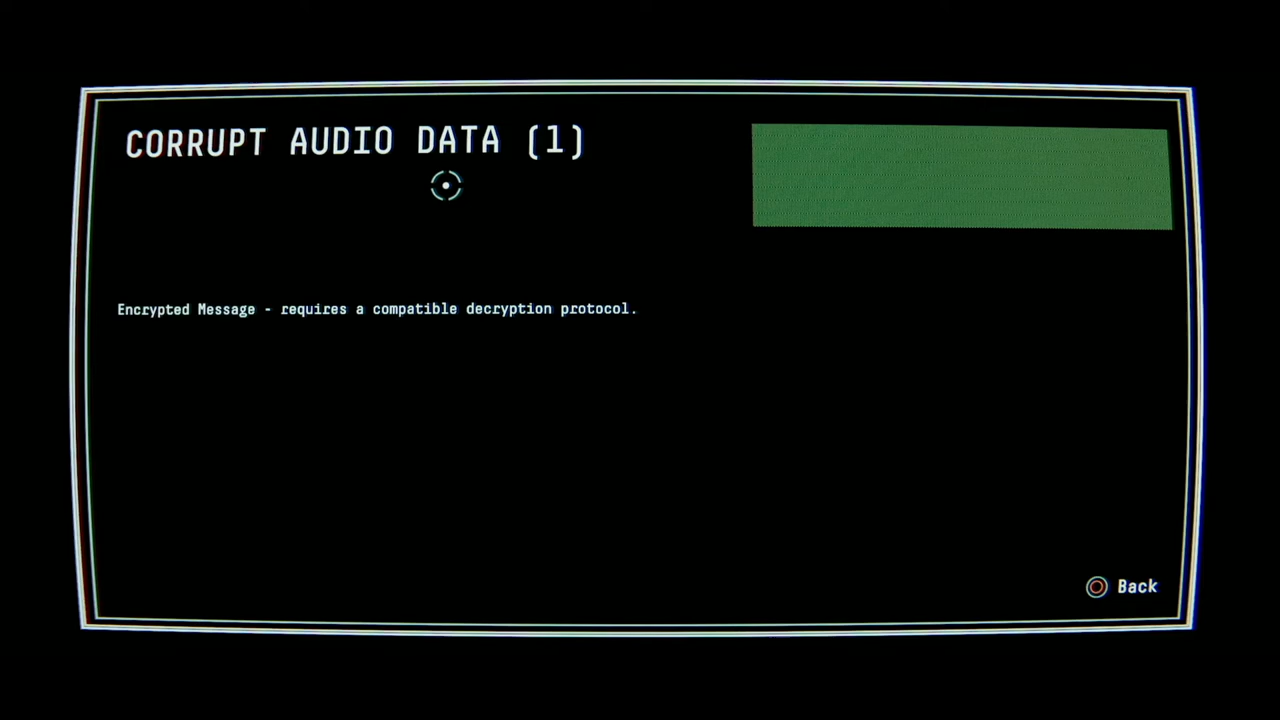 CORRUPT AUDIO DATA (1)
Encrypted Message - requires a compatible decryption protocol.
Back